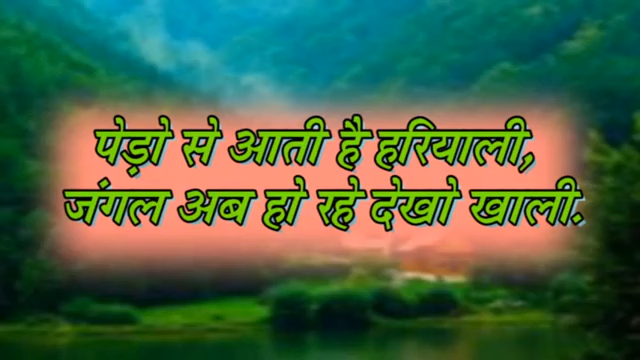 पेड़ो से आती है हरियाली,
जंगल अब हो रहे देखो खाली.